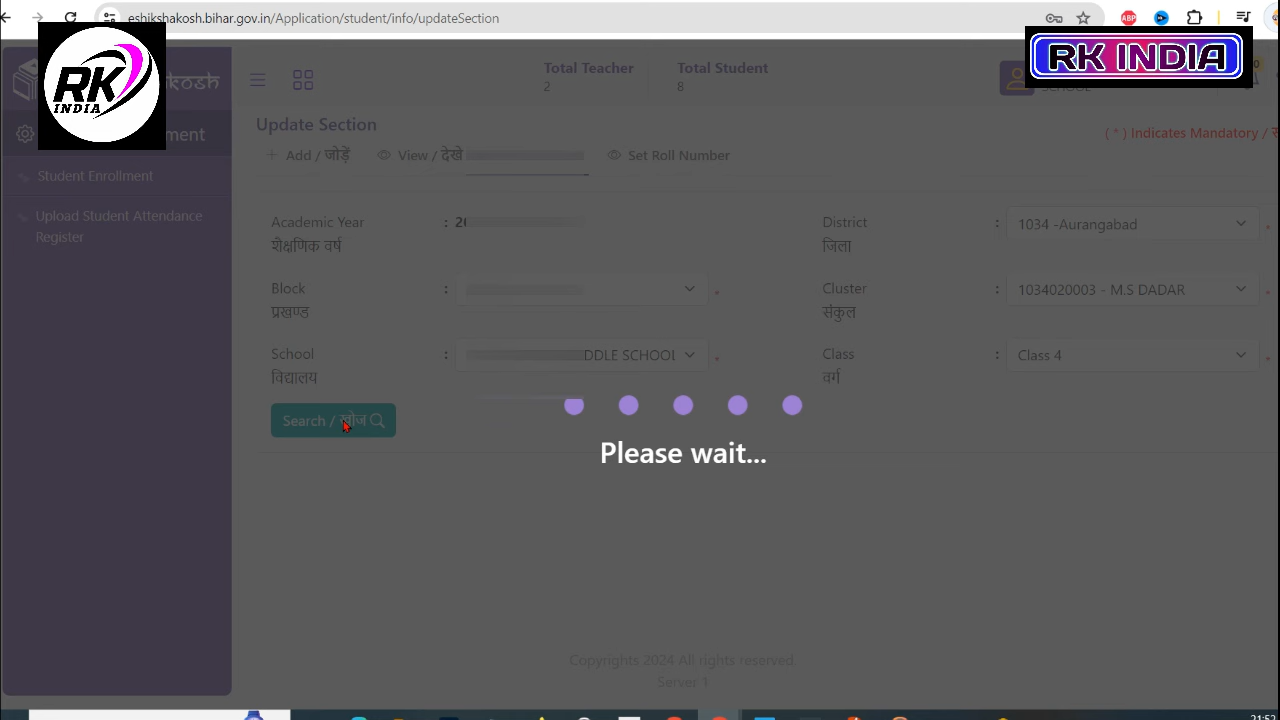 eshikshakosh.bihar.gov.in/Application/student/info/updateSection
RK
INDIA
RK INDIA
kosh
Total Teacher
2
Total Student
8
SCHOOL
ment
Student Enrollment
Upload Student Attendance
Register
Update Section
( * ) Indicates Mandatory /
Add / जोड़ें
View / देखे
Set Roll Number
Academic Year
शैक्षणिक वर्ष
:
District
जिला
: 1034 -Aurangabad *
Block
प्रखण्ड
: *
Cluster
संकुल
: 1034020003 - M.S DADAR *
School
विद्यालय
: DDLE SCHOOL *
Class
वर्ग
: Class 4 *
Search / खोज
Please wait...
Copyrights 2024 All rights reserved.
Server 1
21:52